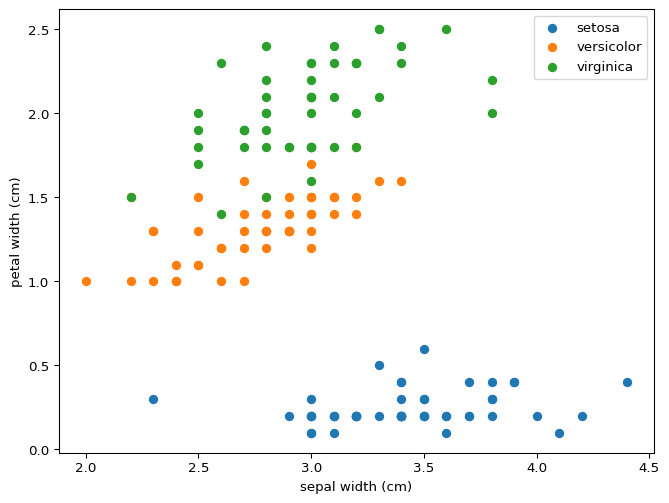 setosa
versicolor
virginica
petal width (cm)
2.5
2.0
1.5
1.0
0.5
0.0
2.0 2.5 3.0 3.5 4.0 4.5
sepal width (cm)